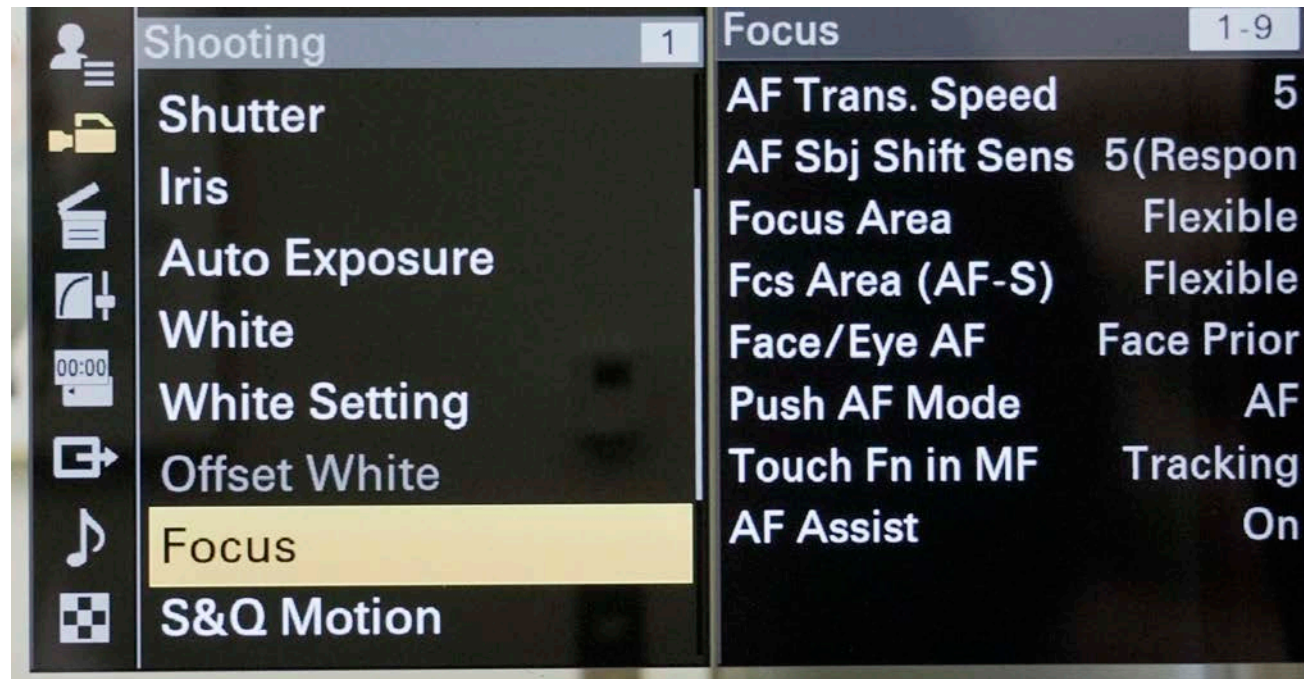 Shooting 1
Shutter
Iris
Auto Exposure
White
White Setting
Offset White
Focus
S&Q Motion
00:00
Focus 1-9
AF Trans. Speed 5
AF Sbj Shift Sens 5(Respon
Focus Area Flexible
Fcs Area (AF-S) Flexible
Face/Eye AF Face Prior
Push AF Mode AF
Touch Fn in MF Tracking
AF Assist On